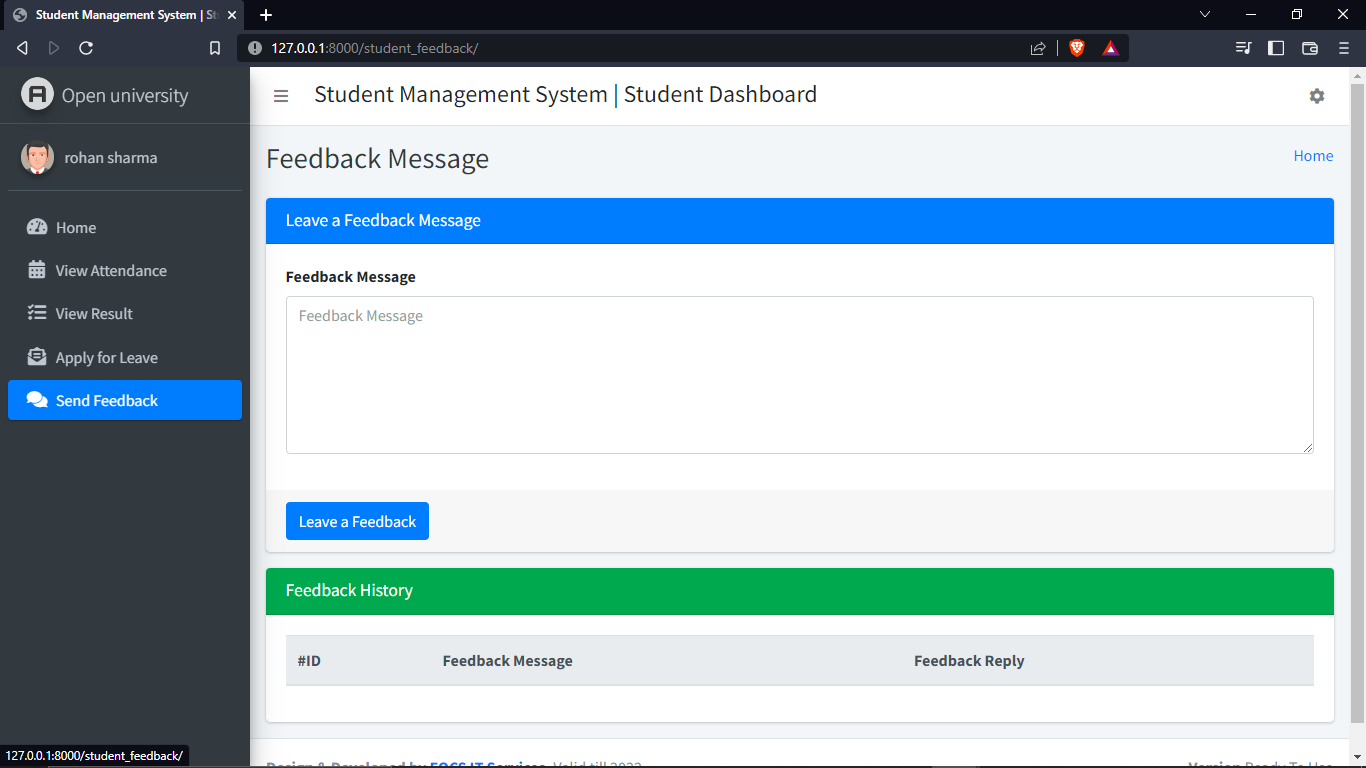 Student Management System | St
127.0.0.1:8000/student_feedback/
Open university
Student Management System | Student Dashboard
rohan sharma
Feedback Message
Home
Home
View Attendance
View Result
Apply for Leave
Send Feedback
Leave a Feedback Message
Feedback Message
Feedback Message
Leave a Feedback
Feedback History
#ID Feedback Message Feedback Reply
127.0.0.1:8000/student_feedback/
Design & Developed by FOCS IT Services. Valid till 2022
Version Ready To Use